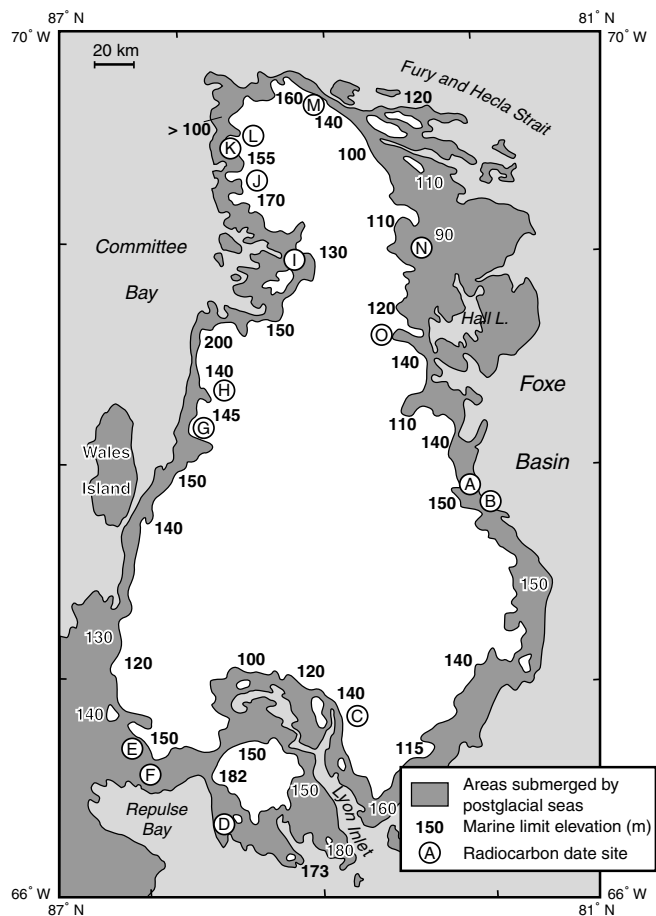 87° N
81° N
70° W
70° W
20 km
Fury and Hecla Strait
120
160
M
140
> 100
L
K
155
100
110
J
170
110
90
N
Committee
Bay
130
I
120
Hall L.
150
200
O
140
140
H
Foxe
145
G
110
140
Wales
Island
Basin
150
A
150
B
140
150
130
100
120
140
120
140
C
140
E
150
150
115
F
182
150
Lyon Inlet
160
Repulse
Bay
D
180
173
Areas submerged by
postglacial seas
150 Marine limit elevation (m)
A Radiocarbon date site
66° W
66° W
87° N
81° N